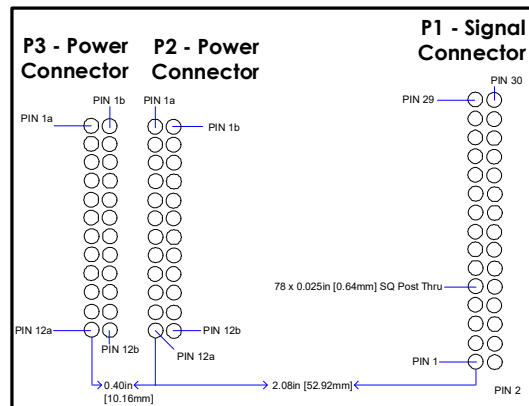 P3 - Power
Connector
P2 - Power
Connector
P1 - Signal
Connector
PIN 1b
PIN 1a
PIN 1a
PIN 1b
PIN 30
PIN 29
78 x 0.025in [0.64mm] SQ Post Thru
PIN 12a
PIN 12b
PIN 12b
PIN 12a
PIN 1
PIN 2
0.40in
[10.16mm]
2.08in [52.92mm]